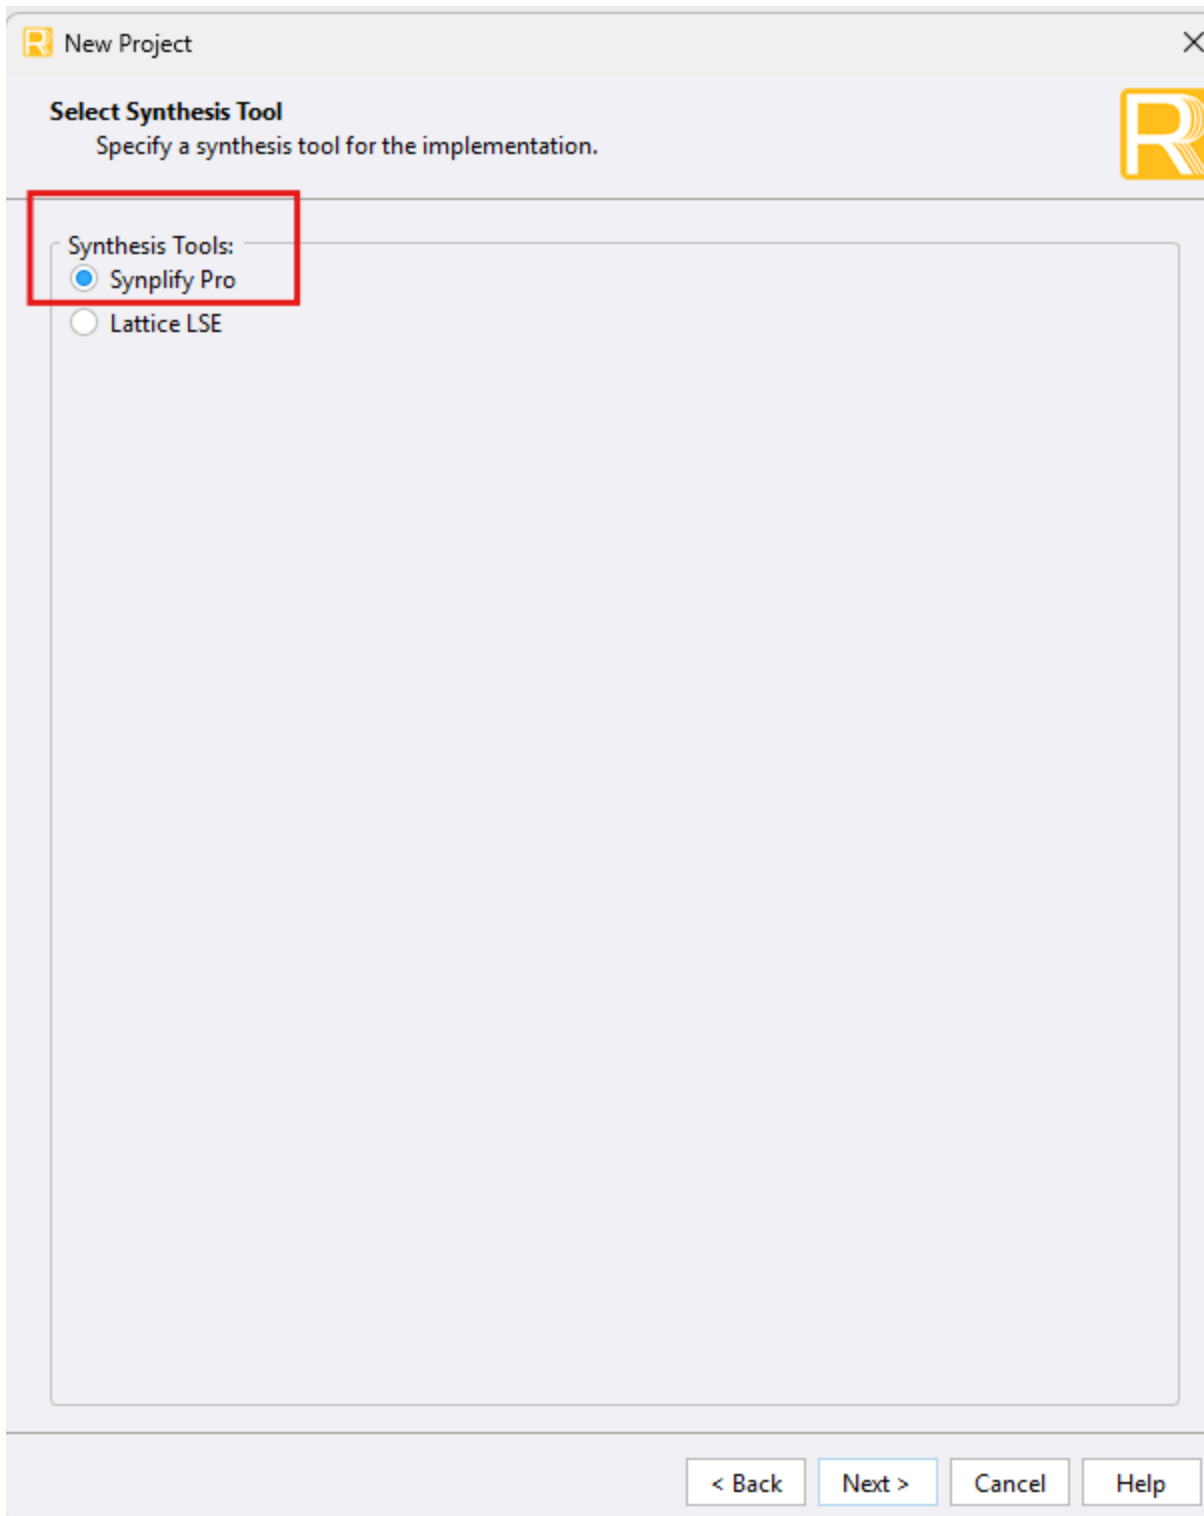 New Project
Select Synthesis Tool
Specify a synthesis tool for the implementation.
Synthesis Tools:
Synplify Pro
Lattice LSE
< Back Next > Cancel Help